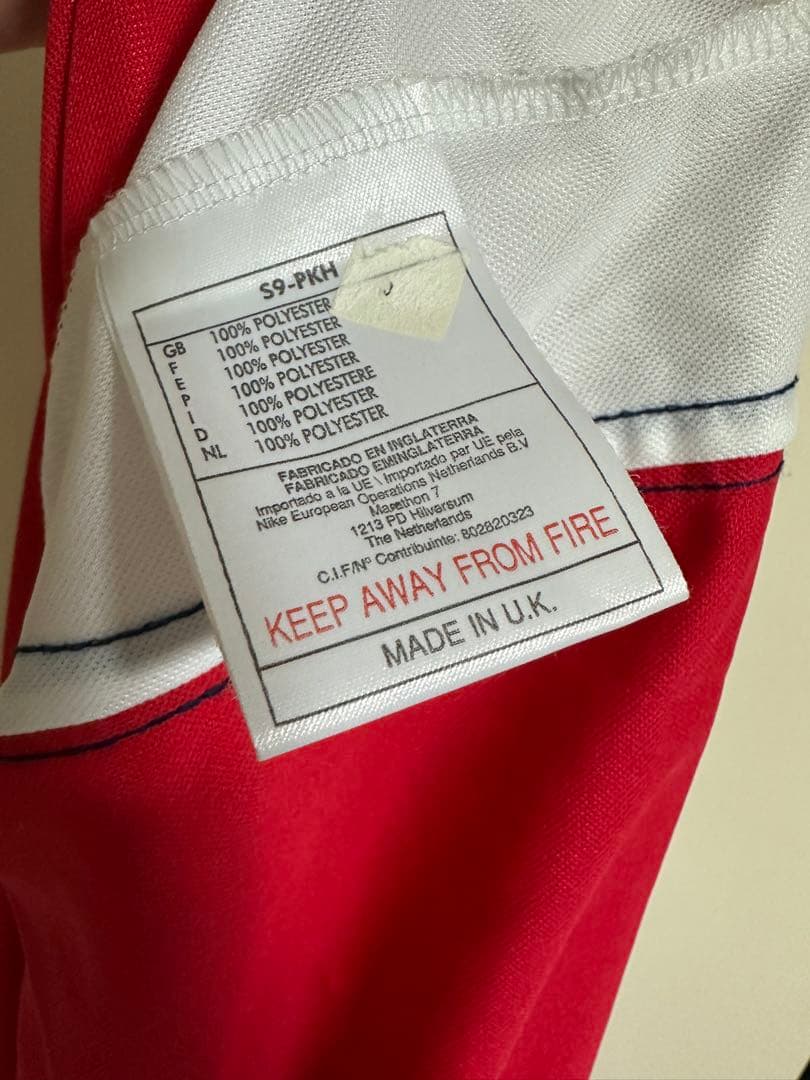 S9-PKH
GB 100% POLYESTER
F 100% POLYESTER
E 100% POLYESTER
P 100% POLYESTER
I 100% POLYESTERE
D 100% POLYESTER
NL 100% POLYESTER
FABRICADO EN INGLATERRA
FABRICADO EMINGLATERRA
Importado a la UE \ Importado par UE pela
Nike European Operations Netherlands B.V
Marathon 7
1213 PD Hilversum
The Netherlands
C.I.F/Nº Contribuinte: 802820323
KEEP AWAY FROM FIRE
MADE IN U.K.